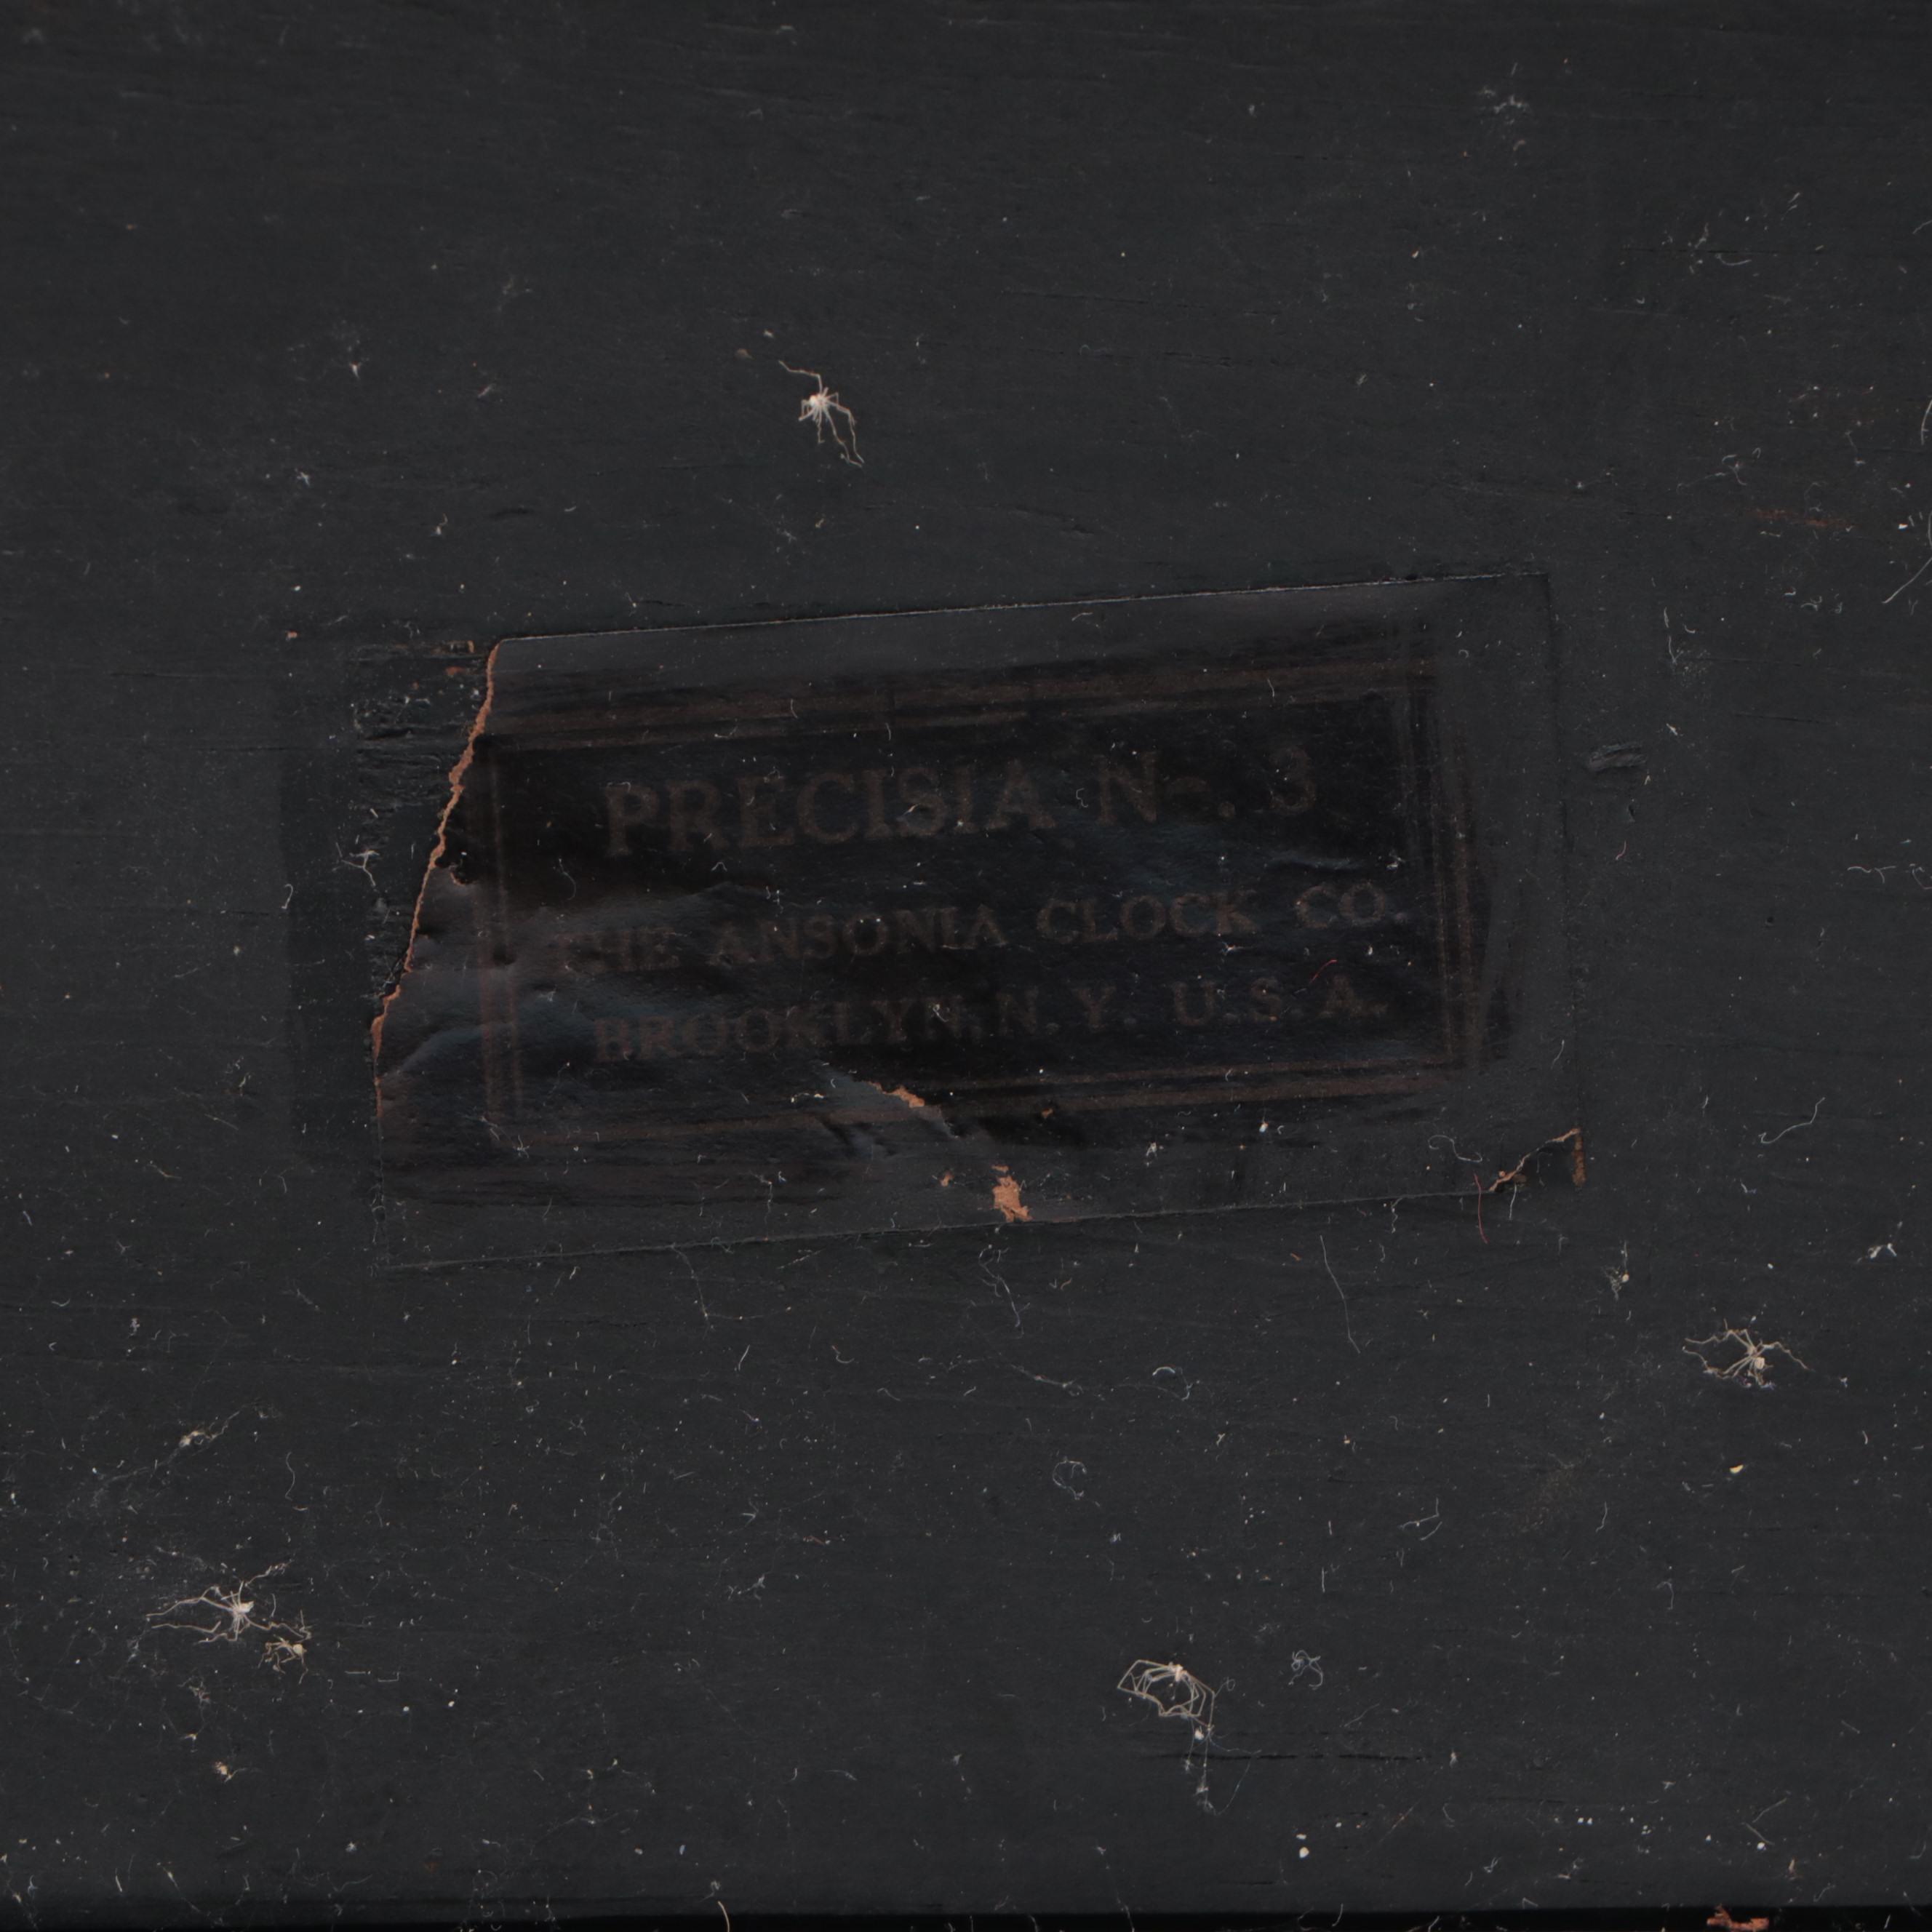 PRECISIA No. 3
THE ANSONIA CLOCK CO.
BROOKLYN, N. Y. U. S. A.